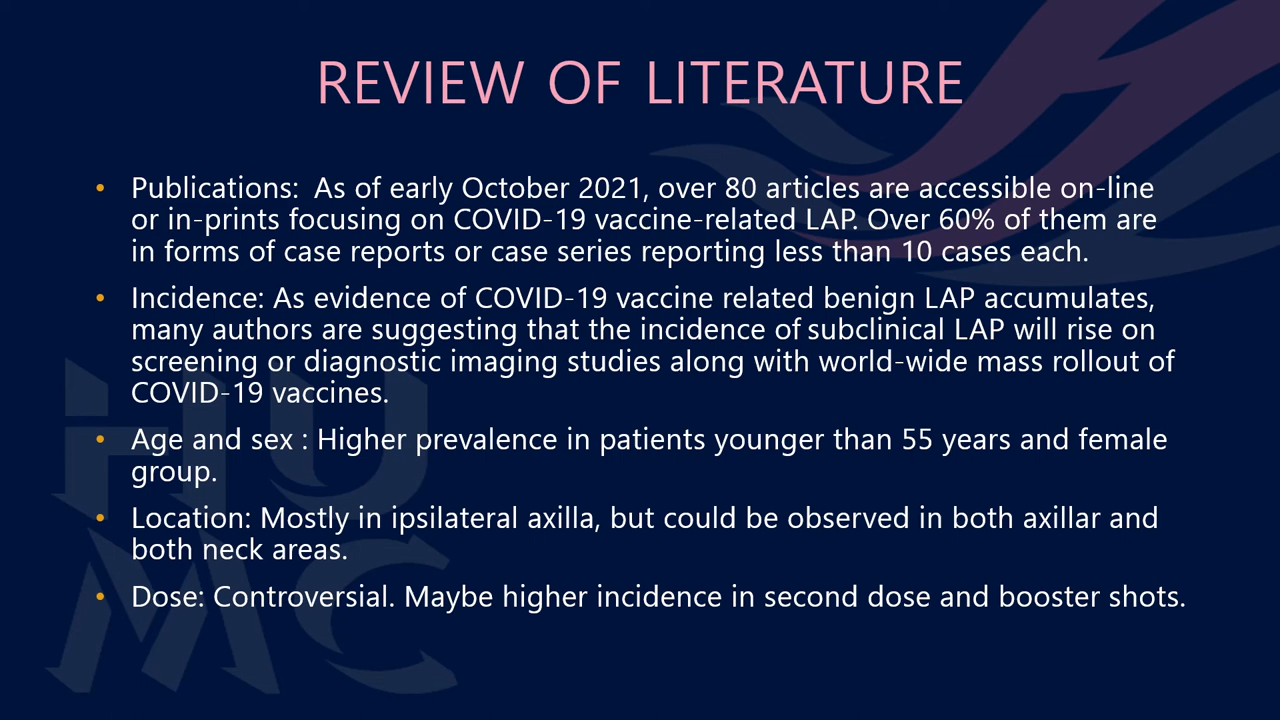 REVIEW OF LITERATURE
• Publications:  As of early October 2021, over 80 articles are accessible on-line
or in-prints focusing on COVID-19 vaccine-related LAP. Over 60% of them are
in forms of case reports or case series reporting less than 10 cases each.
• Incidence: As evidence of COVID-19 vaccine related benign LAP accumulates,
many authors are suggesting that the incidence of subclinical LAP will rise on
screening or diagnostic imaging studies along with world-wide mass rollout of
COVID-19 vaccines.
• Age and sex : Higher prevalence in patients younger than 55 years and female
group.
• Location: Mostly in ipsilateral axilla, but could be observed in both axillar and
both neck areas.
• Dose: Controversial. Maybe higher incidence in second dose and booster shots.
HU
MC